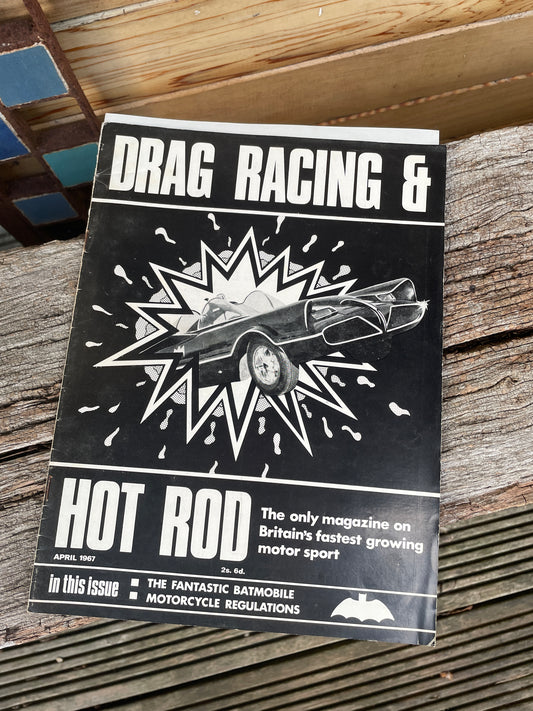 DRAG RACING &
HOT ROD
The only magazine on
Britain's fastest growing
motor sport
APRIL 1967
2s. 6d.
in this issue
THE FANTASTIC BATMOBILE
MOTORCYCLE REGULATIONS